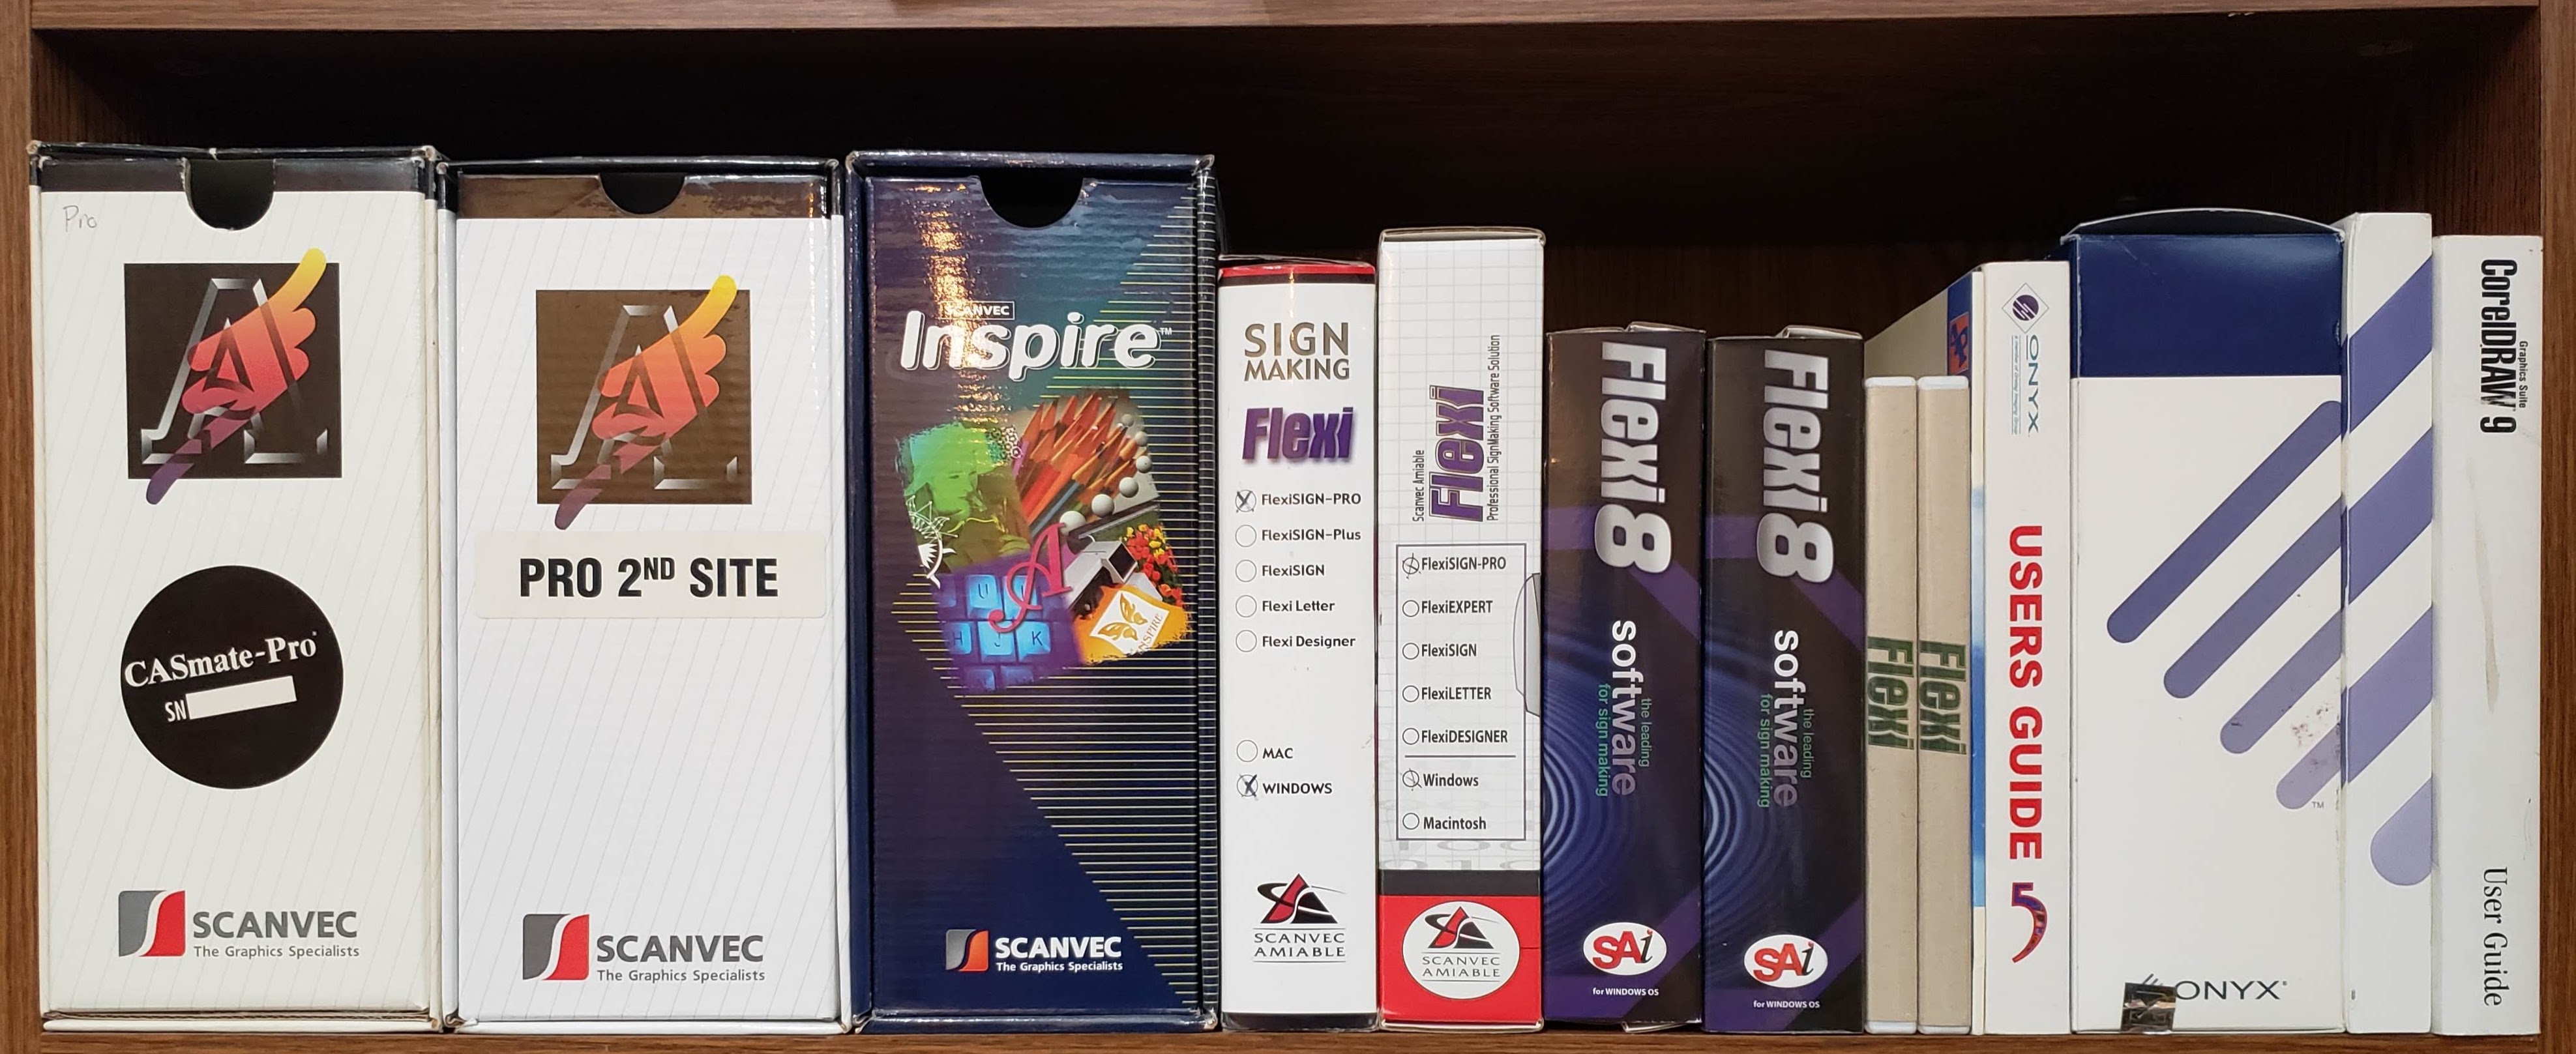 Pro
CASmate-Pro
SN
SCANVEC
The Graphics Specialists
PRO 2ND SITE
SCANVEC
The Graphics Specialists
SCANVEC
Inspire™
U
H J K
A
INSPIRE
SCANVEC
The Graphics Specialists
SIGN
MAKING
Flexi
FlexiSIGN-PRO
FlexiSIGN-Plus
FlexiSIGN
Flexi Letter
Flexi Designer
MAC
WINDOWS
SCANVEC
AMIABLE
Scanvec Amiable
Flexi
Professional SignMaking Software Solution
FlexiSIGN-PRO
FlexiEXPERT
FlexiSIGN
FlexiLETTER
FlexiDESIGNER
Windows
Macintosh
SCANVEC
AMIABLE
Flexi8
software
the leading
for sign making
SAi
for WINDOWS OS
Flexi8
software
the leading
for sign making
SAi
for WINDOWS OS
Flexi
Flexi
ONYX
USERS GUIDE 5
TM
ONYX®
CorelDRAW 9
Graphics Suite
User Guide